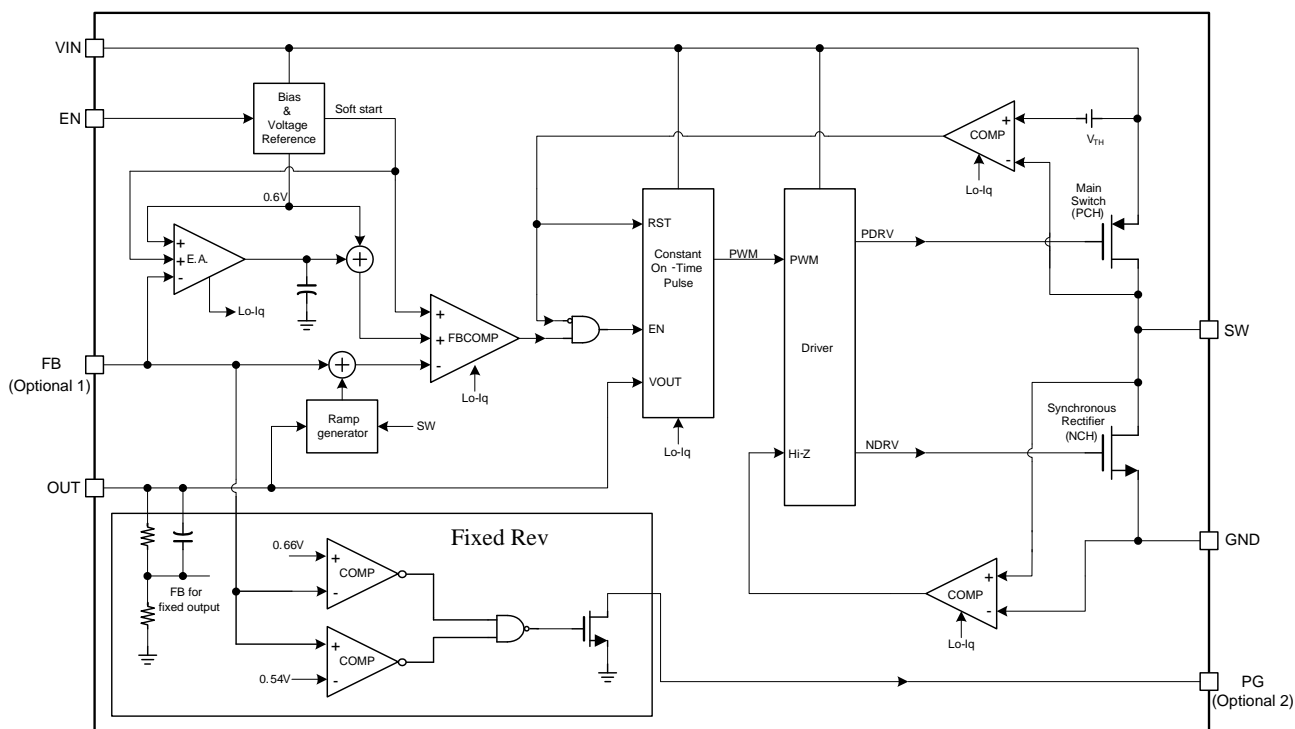 VIN
EN
Bias
&
Voltage
Reference
Soft start
0.6V
+
+
-
E.A.
+
Lo-Iq
+
+
-
FBCOMP
Lo-Iq
FB
(Optional 1)
+
Ramp
generator
SW
OUT
RST
Constant
On -Time
Pulse
EN
VOUT
Lo-Iq
PWM
PWM
Driver
Hi-Z
PDRV
NDRV
+
-
COMP
Lo-Iq
VTH
Main
Switch
(PCH)
SW
Synchronous
Rectifier
(NCH)
GND
+
-
COMP
Lo-Iq
Fixed Rev
FB for
fixed output
0.66V
+
-
COMP
+
-
COMP
0.54V
PG
(Optional 2)